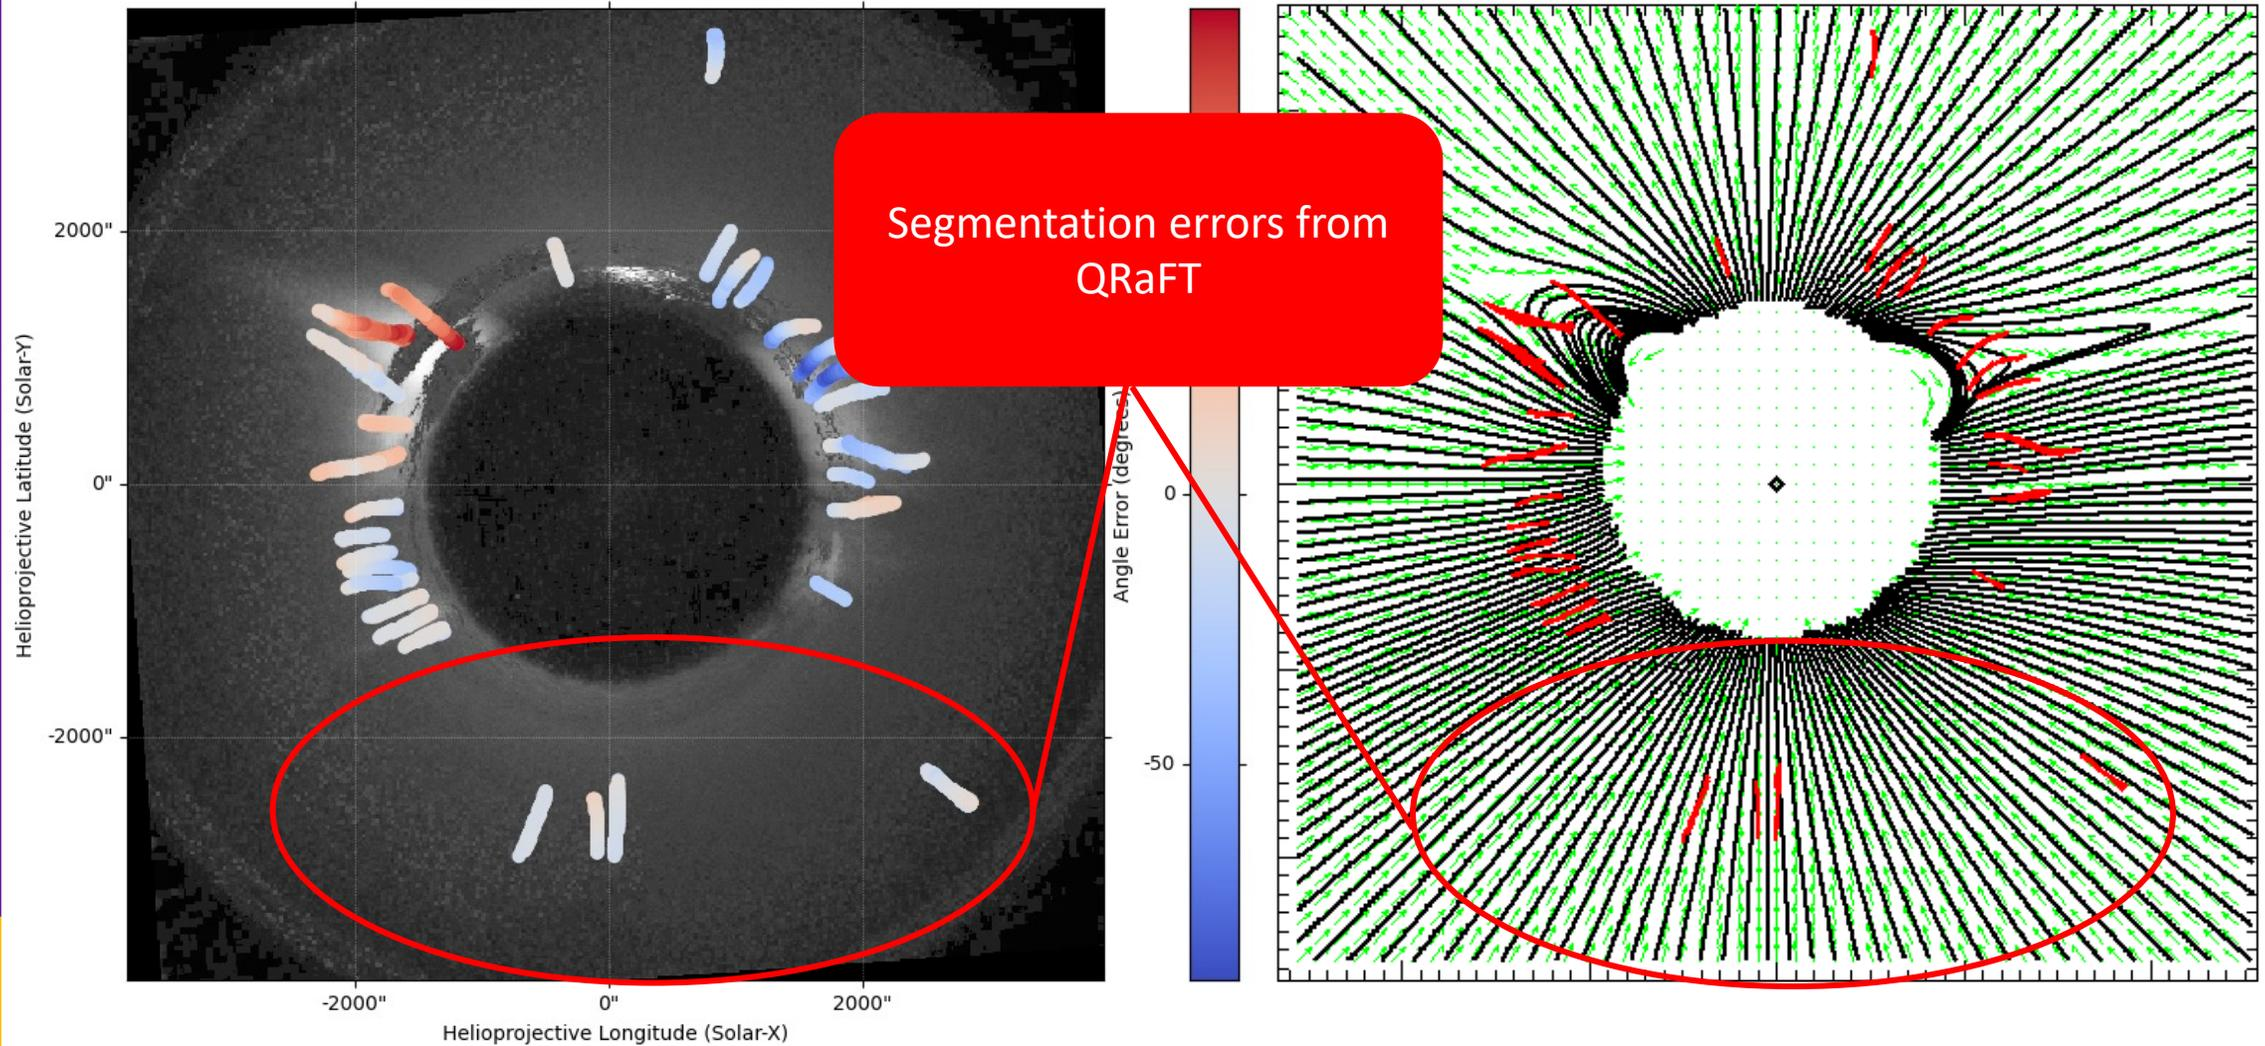 Segmentation errors from
QRaFT
Helioprojective Latitude (Solar-Y)
2000"
0"
-2000"
-2000"
0"
2000"
Helioprojective Longitude (Solar-X)
Angle Error (degrees)
0
-50